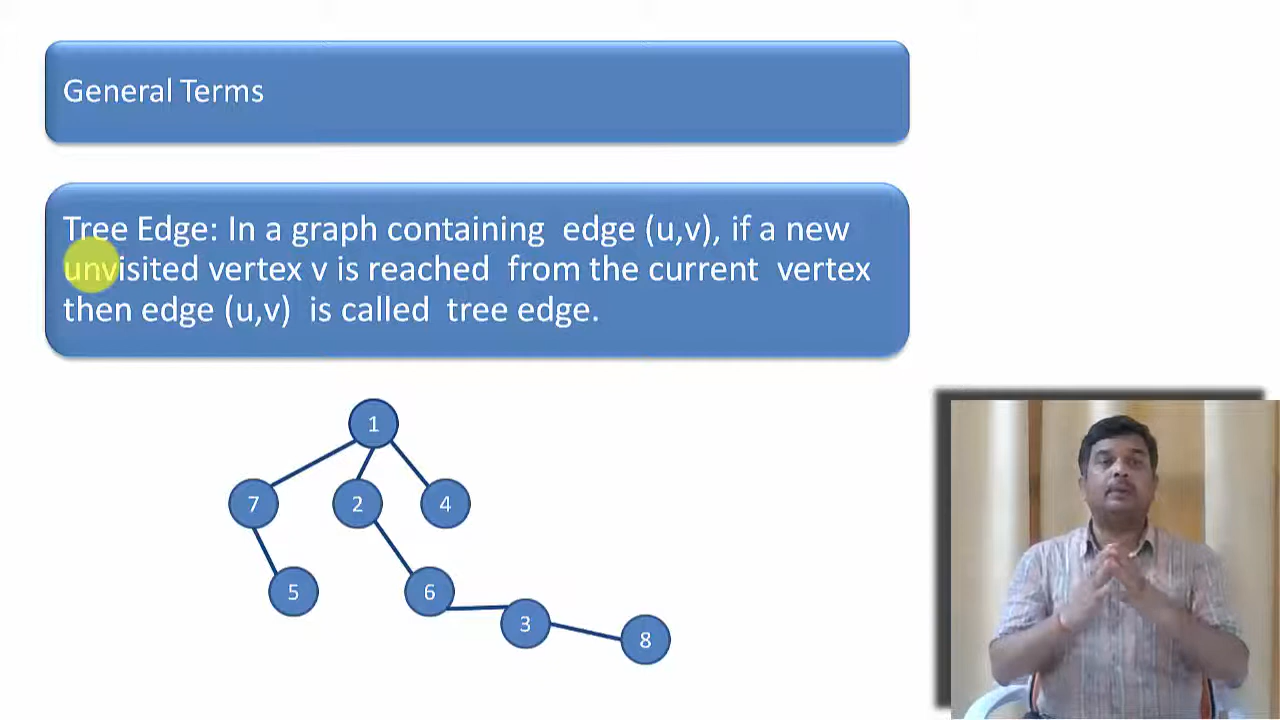 General Terms
Tree Edge: In a graph containing edge (u,v), if a new
unvisited vertex v is reached from the current vertex
then edge (u,v) is called tree edge.
1
7 2 4
5 6
3
8